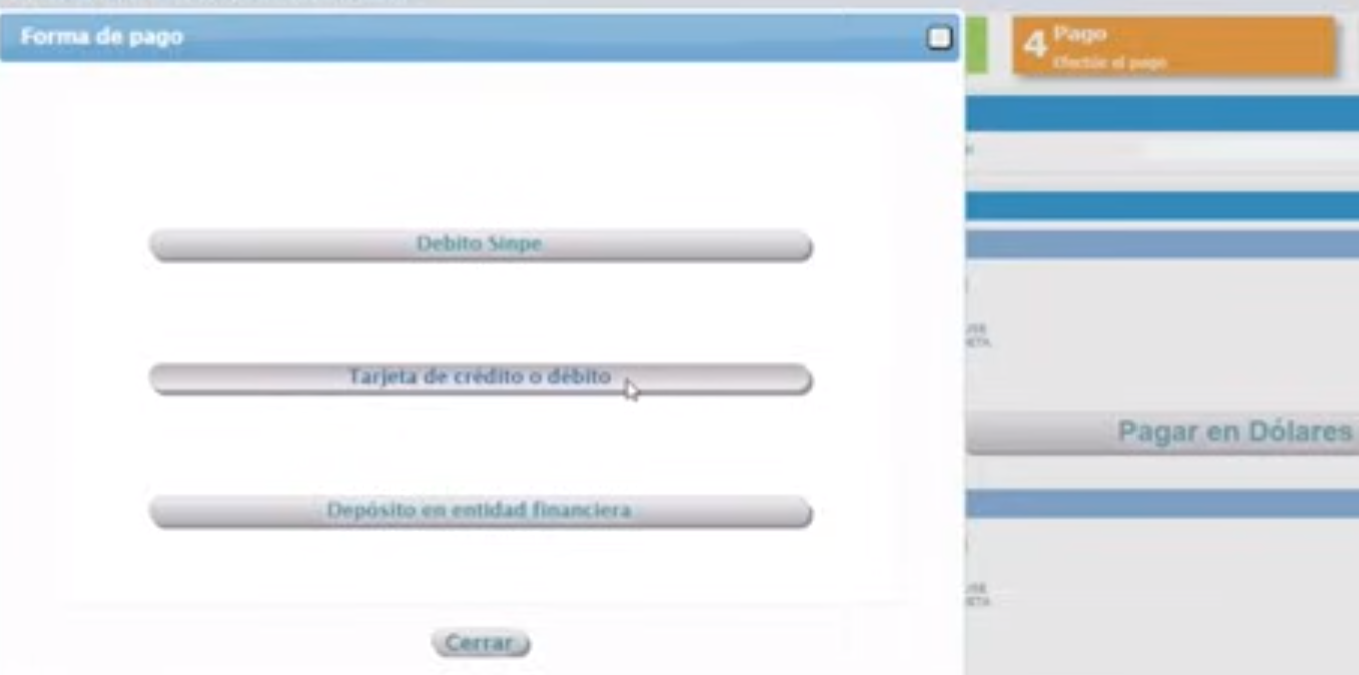 Forma de pago
4 Pago
Efectúe el pago
Debito Sinpe
Tarjeta de crédito o débito
Pagar en Dólares
Depósito en entidad financiera
Cerrar